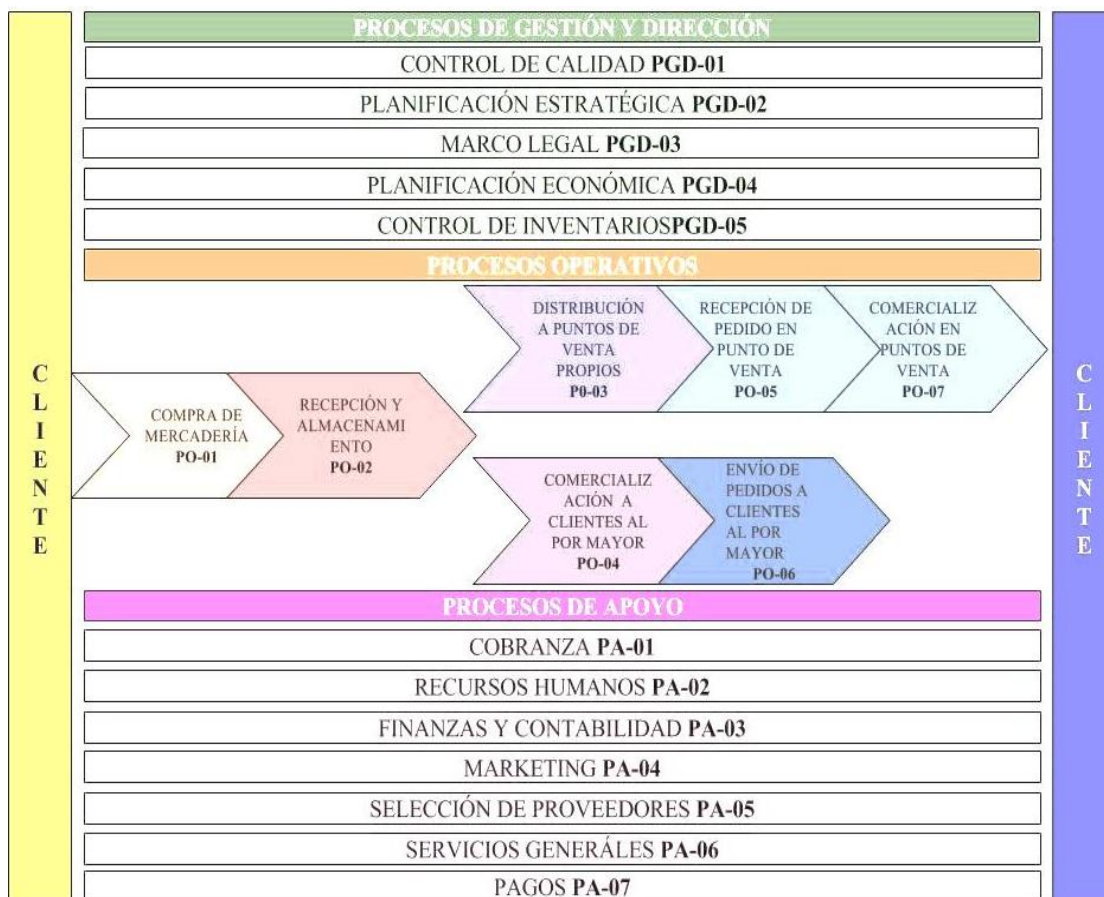 PROCESOS DE GESTIÓN Y DIRECCIÓN
CONTROL DE CALIDAD PGD-01
PLANIFICACIÓN ESTRATÉGICA PGD-02
MARCO LEGAL PGD-03
PLANIFICACIÓN ECONÓMICA PGD-04
CONTROL DE INVENTARIOSPGD-05
PROCESOS OPERATIVOS
CLIENTE
COMPRA DE
MERCADERÍA
PO-01
RECEPCIÓN Y
ALMACENAMI
ENTO
PO-02
DISTRIBUCIÓN
A PUNTOS DE
VENTA
PROPIOS
P0-03
RECEPCIÓN DE
PEDIDO EN
PUNTO DE
VENTA
PO-05
COMERCIALIZ
ACIÓN EN
PUNTOS DE
VENTA
PO-07
COMERCIALIZ
ACIÓN A
CLIENTES AL
POR MAYOR
PO-04
ENVÍO DE
PEDIDOS A
CLIENTES
AL POR
MAYOR
PO-06
CLIENTE
PROCESOS DE APOYO
COBRANZA PA-01
RECURSOS HUMANOS PA-02
FINANZAS Y CONTABILIDAD PA-03
MARKETING PA-04
SELECCIÓN DE PROVEEDORES PA-05
SERVICIOS GENERÁLES PA-06
PAGOS PA-07